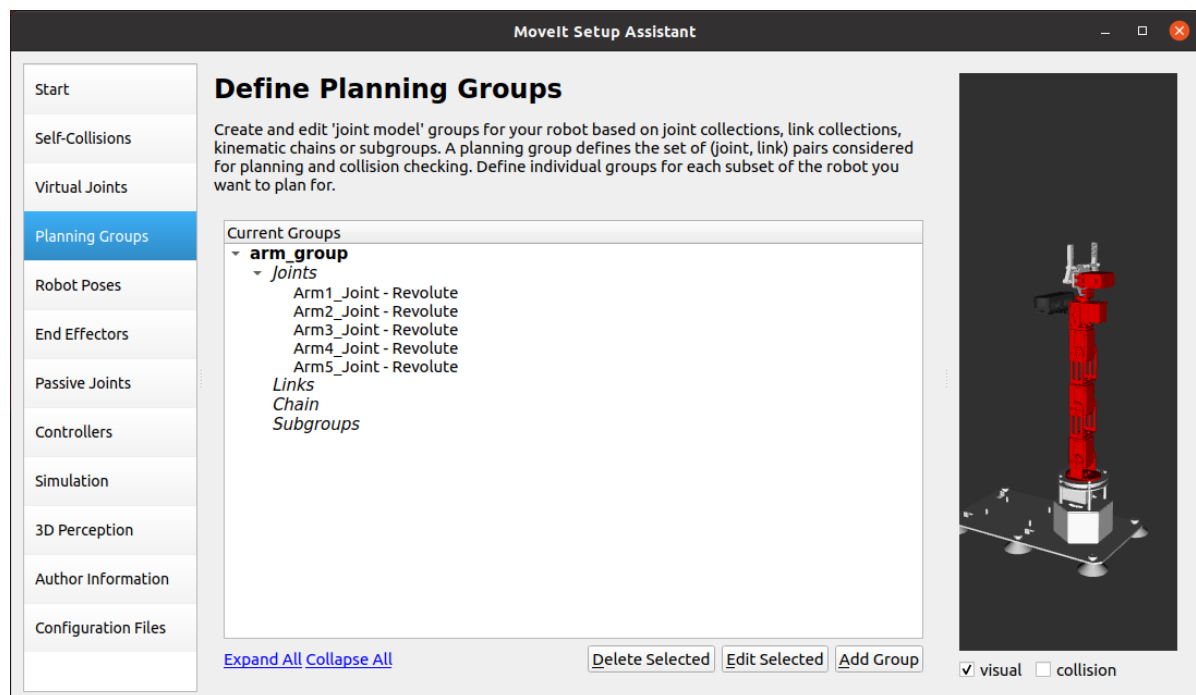 MoveIt Setup Assistant
Start
Self-Collisions
Virtual Joints
Planning Groups
Robot Poses
End Effectors
Passive Joints
Controllers
Simulation
3D Perception
Author Information
Configuration Files
Define Planning Groups
Create and edit 'joint model' groups for your robot based on joint collections, link collections,
kinematic chains or subgroups. A planning group defines the set of (joint, link) pairs considered
for planning and collision checking. Define individual groups for each subset of the robot you
want to plan for.
Current Groups
arm_group
Joints
Arm1_Joint - Revolute
Arm2_Joint - Revolute
Arm3_Joint - Revolute
Arm4_Joint - Revolute
Arm5_Joint - Revolute
Links
Chain
Subgroups
Expand All Collapse All
Delete Selected Edit Selected Add Group
visual collision